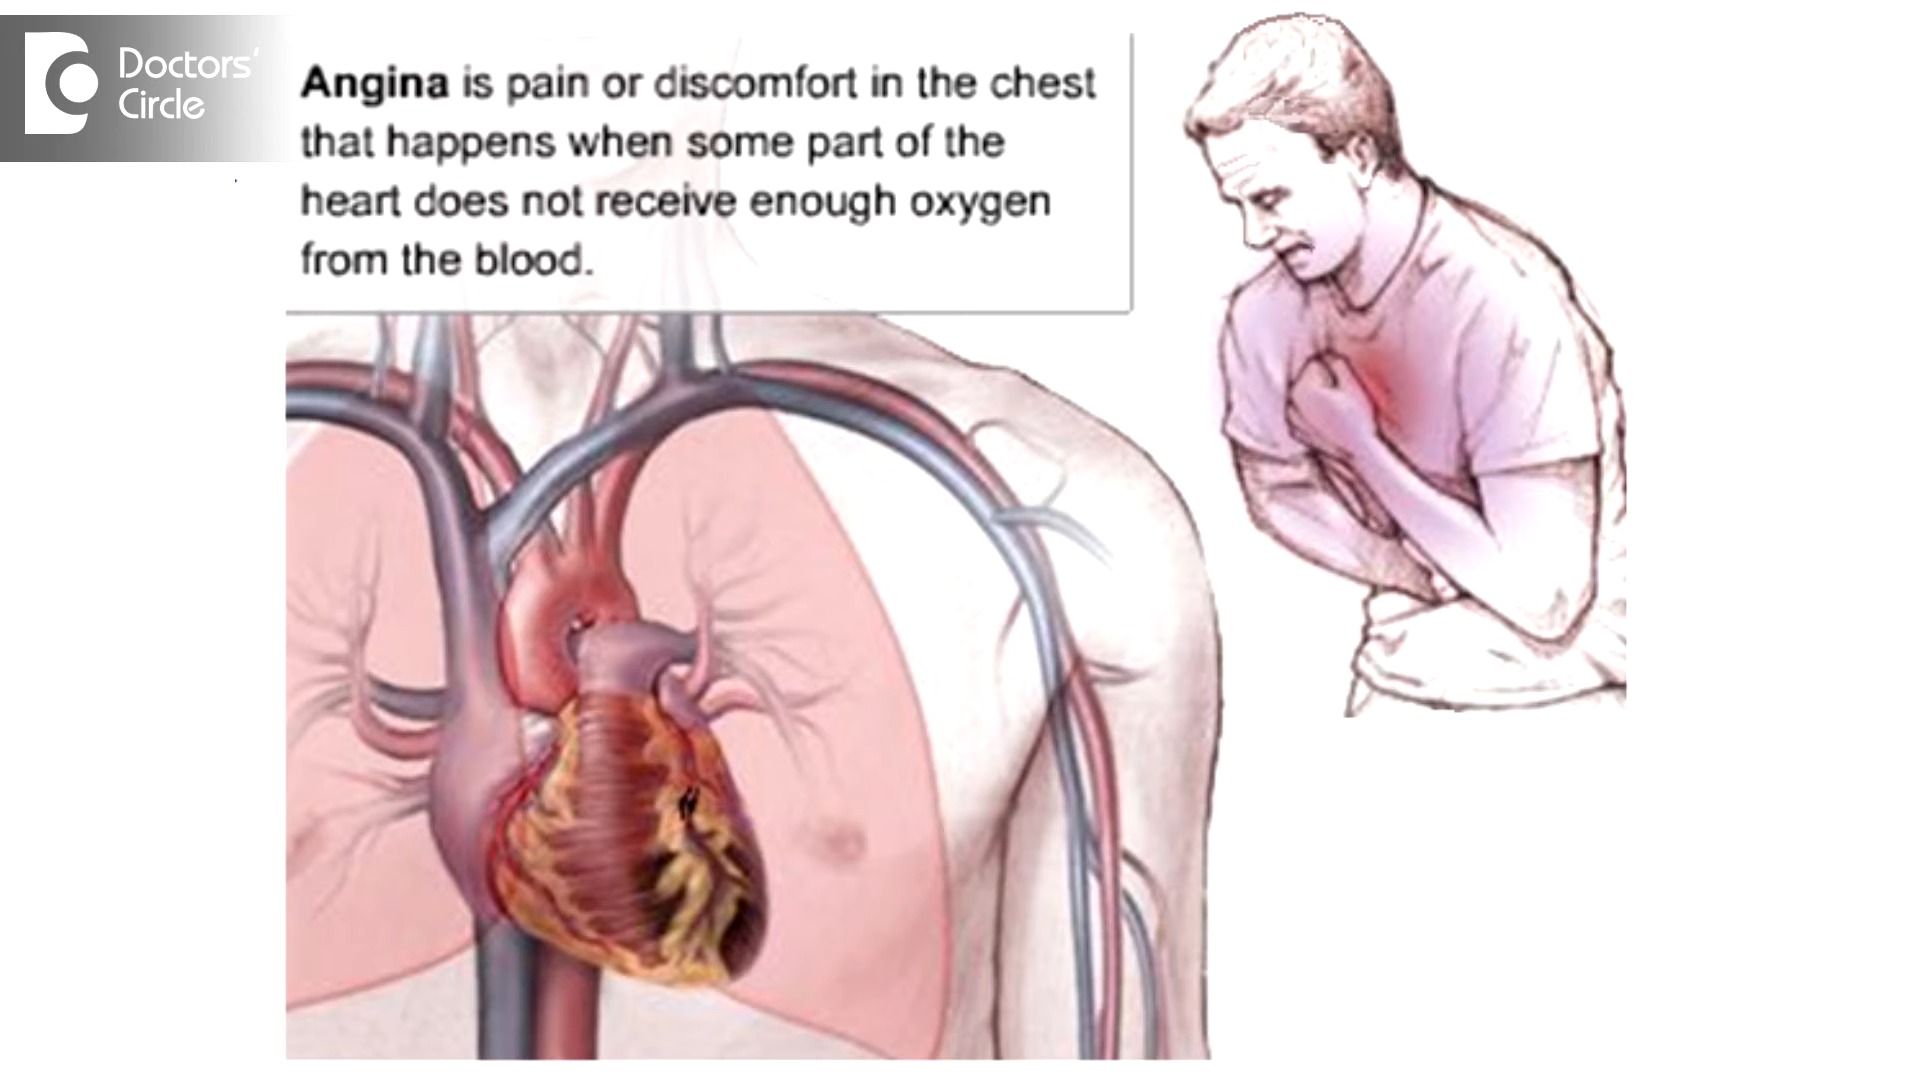 Doctors'
Circle
Angina is pain or discomfort in the chest
that happens when some part of the
heart does not receive enough oxygen
from the blood.